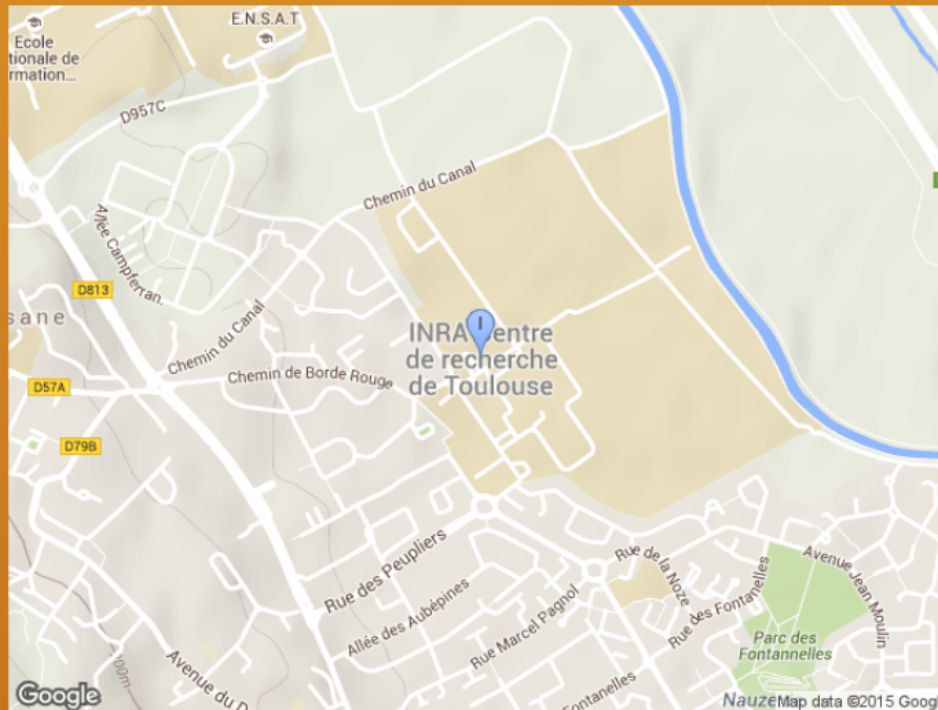 E.N.S.A.T
Ecole
tionale de
rmation...
D957C
Chemin du Canal
Allée Campferran.
D813
sane
Chemin du Canal
INRA Centre
de recherche
de Toulouse
I
Chemin de Borde Rouge
D57A
D79B
Rue des Peupliers
Rue de la Noze
Avenue Jean Moulin
Allée des Aubépines
Rue Marcel Pagnol
Rue des Fontanelles
Parc des
Fontannelles
100m
Avenue du D
Fontanelles
Nauze
Google
Map data ©2015 Googl